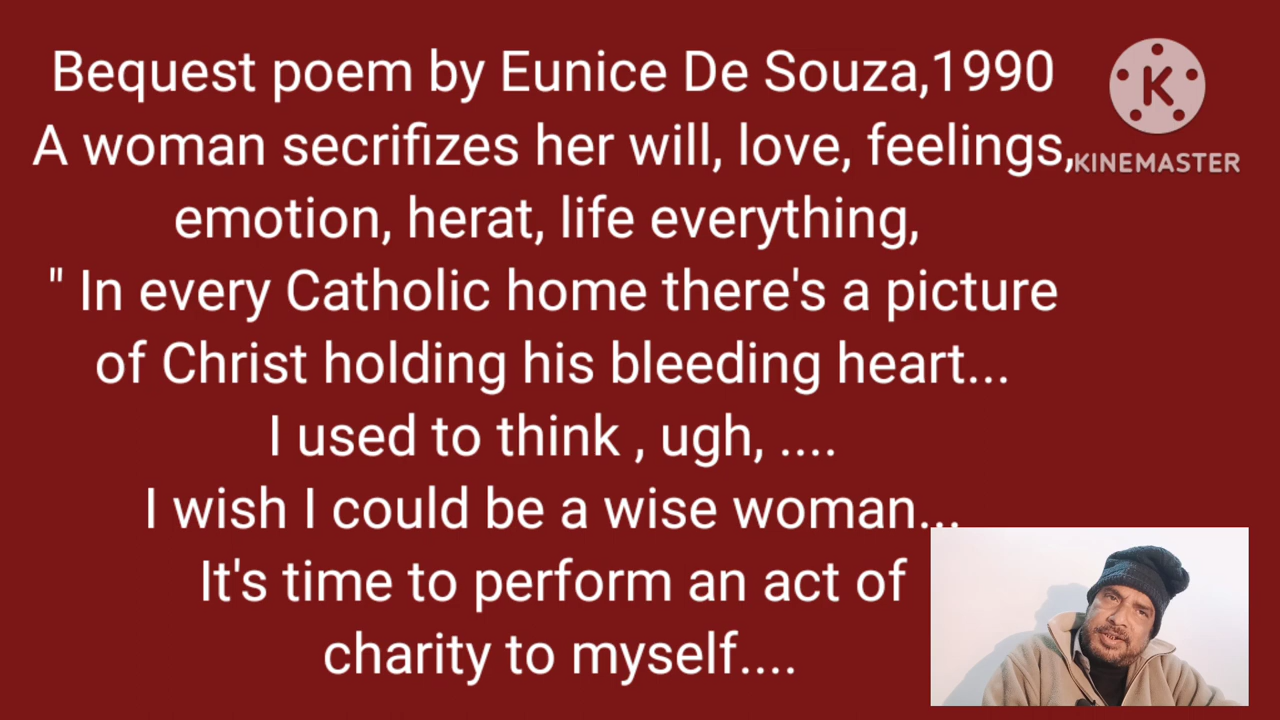 Bequest poem by Eunice De Souza,1990
A woman secrifizes her will, love, feelings,
emotion, herat, life everything,
" In every Catholic home there's a picture
of Christ holding his bleeding heart...
I used to think , ugh, ....
I wish I could be a wise woman...
It's time to perform an act of
charity to myself....
K
KINEMASTER